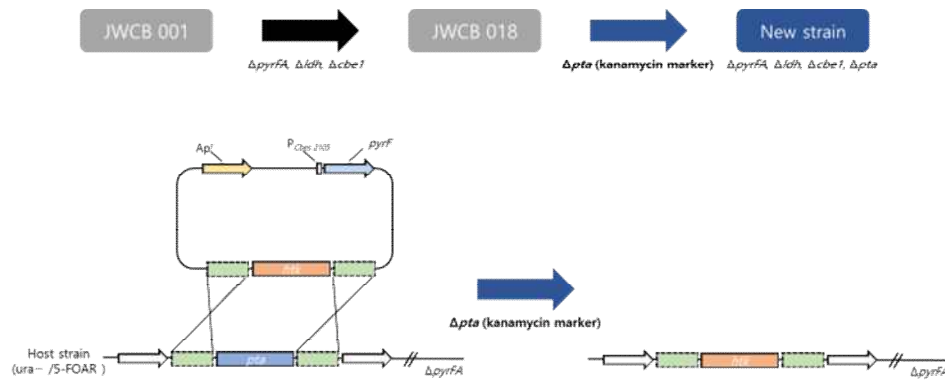 JWCB 001
JWCB 018
New strain
ΔpyrFA, Δldh, Δcbe1
Δpta (kanamycin marker)
ΔpyrFA, Δldh, Δcbe1, Δpta
Apʳ
P Cbes 2105
pyrF
htk
Δpta (kanamycin marker)
Host strain
(ura− /5-FOAR )
pta
ΔpyrFA
htk
ΔpyrFA